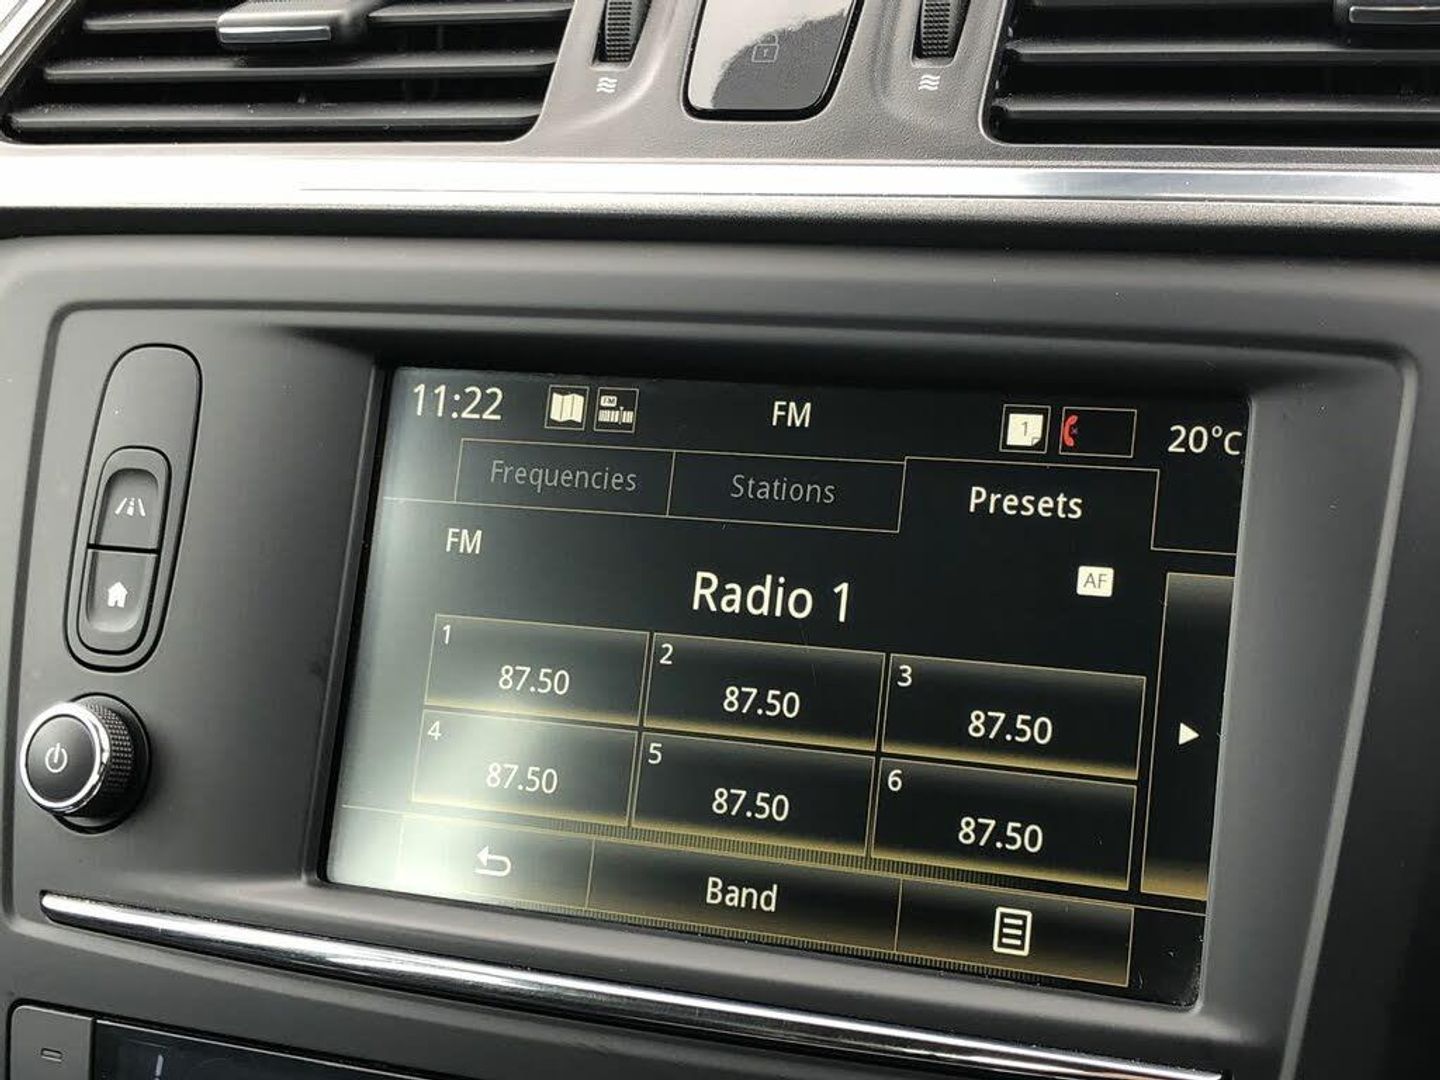 11:22 FM FM 1 20°C
Frequencies Stations Presets
FM
AF
Radio 1
1 87.50
2 87.50
3 87.50
4 87.50
5 87.50
6 87.50
Band